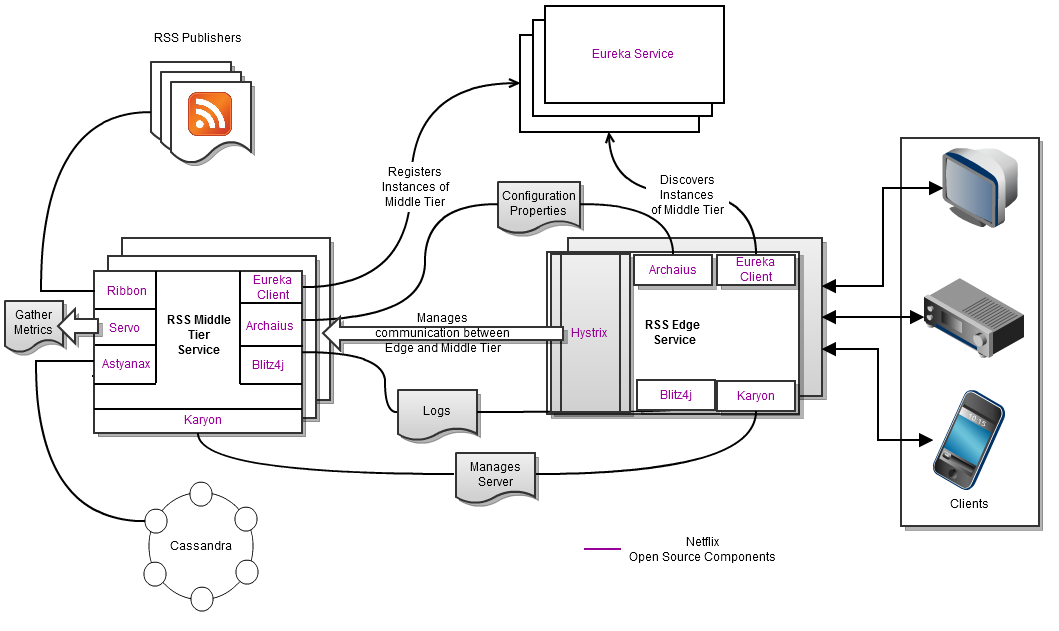 RSS Publishers
Eureka Service
Registers
Instances of
Middle Tier
Discovers
Instances
of Middle Tier
Configuration
Properties
Ribbon
Servo
Astyanax
RSS Middle
Tier
Service
Eureka
Client
Archaius
Blitz4j
Karyon
Gather
Metrics
Manages
communication between
Edge and Middle Tier
Hystrix
Archaius
Eureka
Client
RSS Edge
Service
Blitz4j
Karyon
Logs
Manages
Server
10:15
Clients
Cassandra
Netflix
Open Source Components